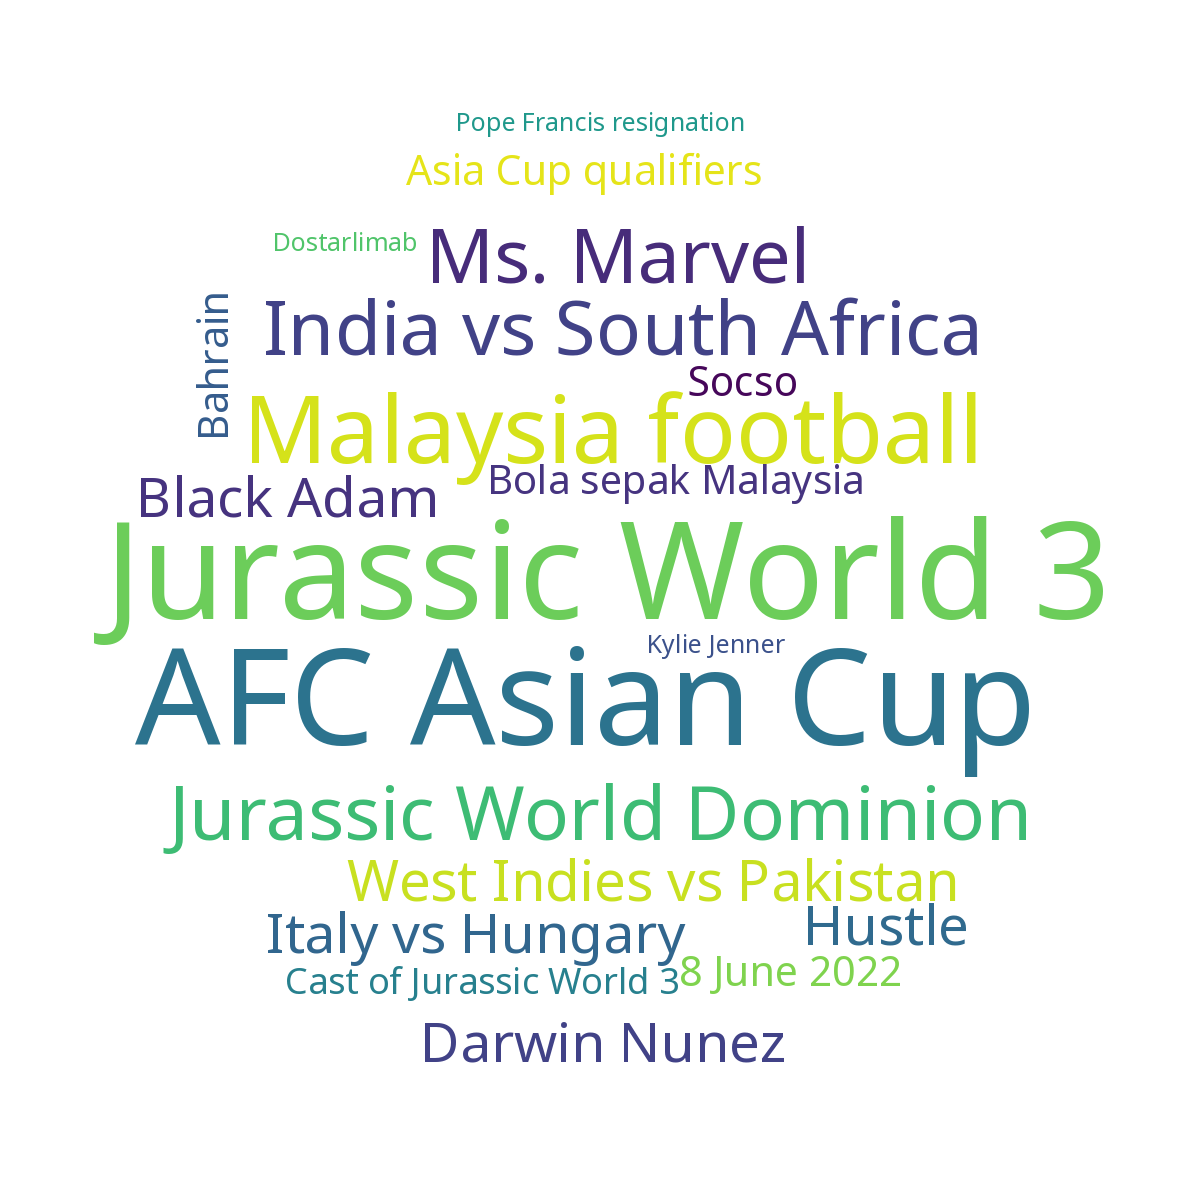 Pope Francis resignation
Asia Cup qualifiers
Dostarlimab
Ms. Marvel
Bahrain
India vs South Africa
Socso
Malaysia football
Bola sepak Malaysia
Black Adam
Jurassic World 3
Kylie Jenner
AFC Asian Cup
Jurassic World Dominion
West Indies vs Pakistan
Italy vs Hungary
Hustle
Cast of Jurassic World 3
8 June 2022
Darwin Nunez